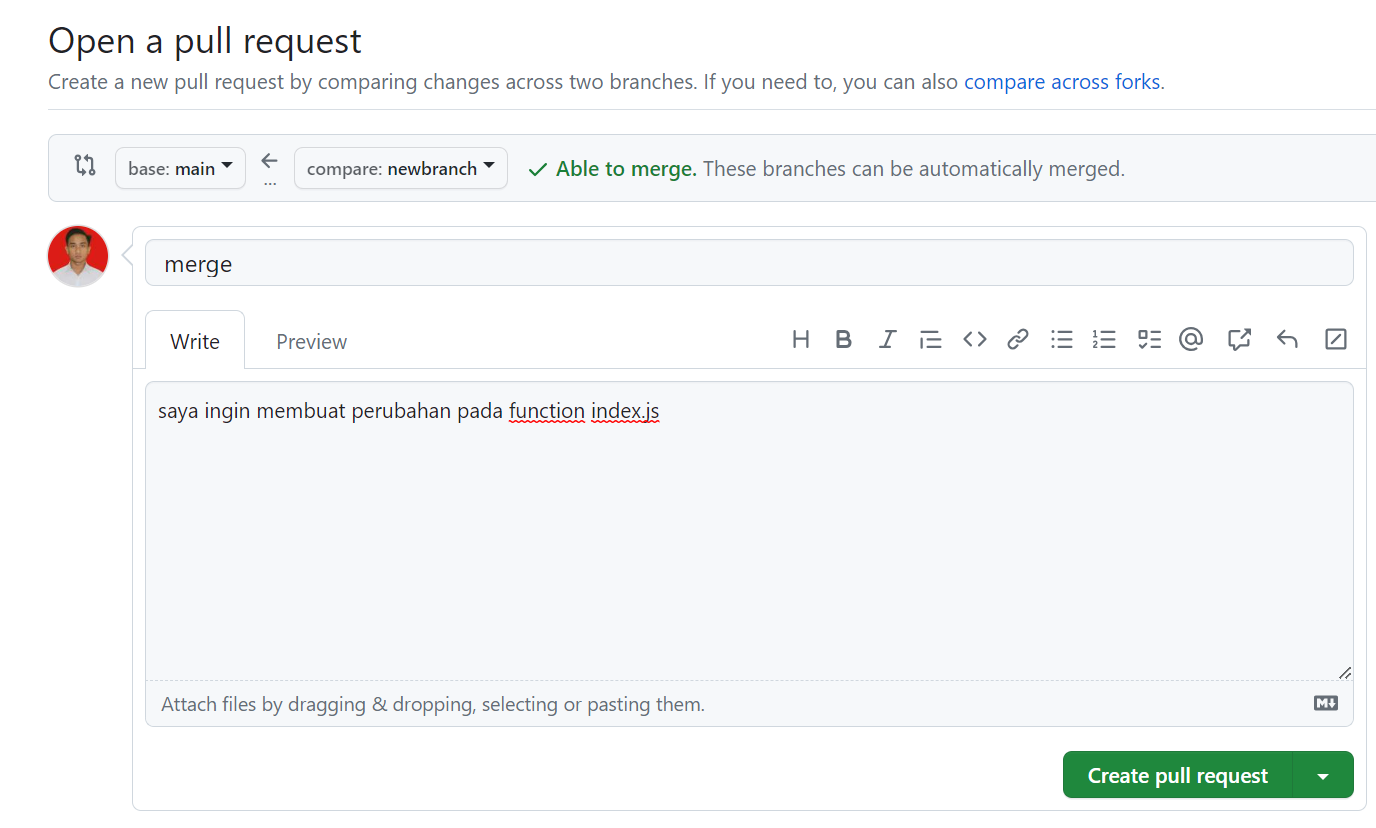 Open a pull request
Create a new pull request by comparing changes across two branches. If you need to, you can also compare across forks.
base: main
...
compare: newbranch
Able to merge. These branches can be automatically merged.
merge
Write
Preview
saya ingin membuat perubahan pada function index.js
Attach files by dragging & dropping, selecting or pasting them.
Create pull request